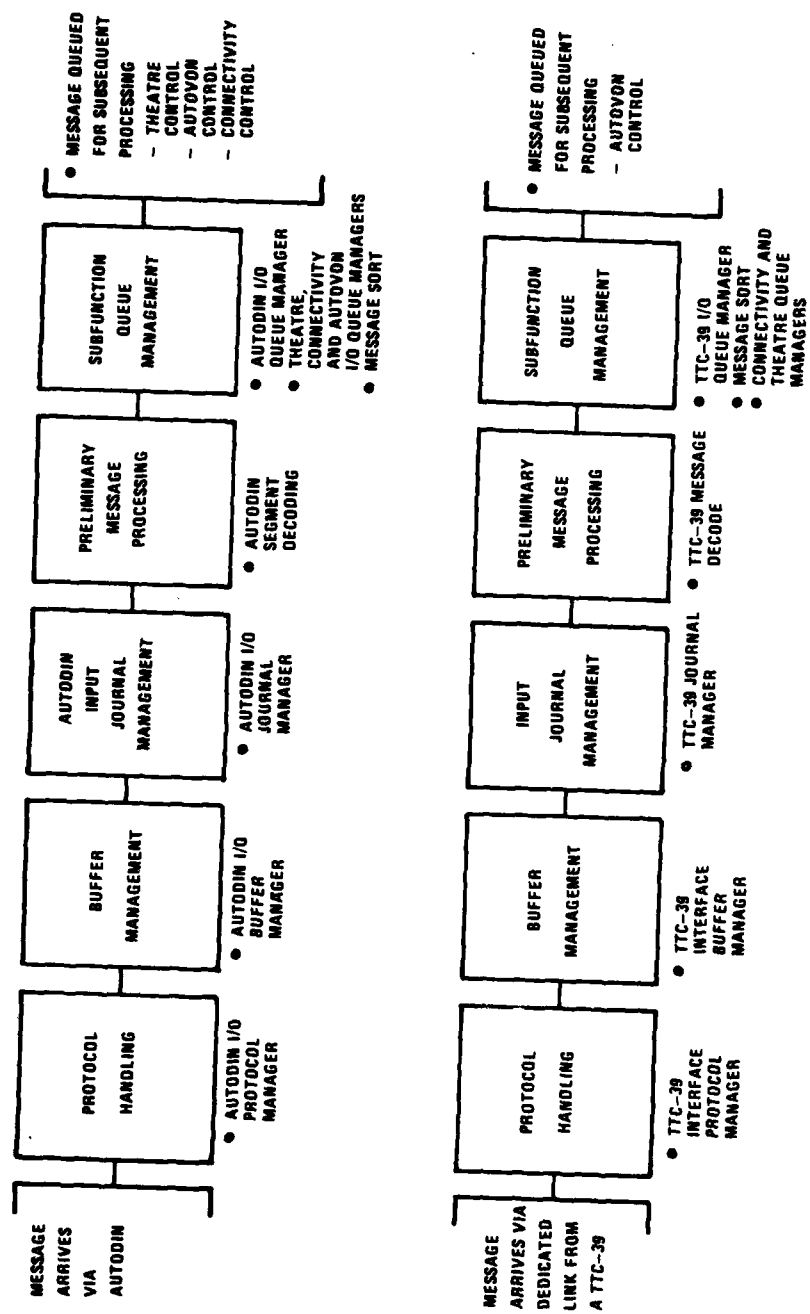 MESSAGE
ARRIVES
VIA
AUTODIN
PROTOCOL
HANDLING
● AUTODIN I/O
PROTOCOL
MANAGER
BUFFER
MANAGEMENT
● AUTODIN I/O
BUFFER
MANAGER
AUTODIN
INPUT
JOURNAL
MANAGEMENT
● AUTODIN I/O
JOURNAL
MANAGER
PRELIMINARY
MESSAGE
PROCESSING
● AUTODIN
SEGMENT
DECODING
SUBFUNCTION
QUEUE
MANAGEMENT
● AUTODIN I/O
QUEUE MANAGER
● THEATRE,
CONNECTIVITY
AND AUTOVON
I/O QUEUE MANAGERS
● MESSAGE SORT
● MESSAGE QUEUED
FOR SUBSEQUENT
PROCESSING
– THEATRE
CONTROL
– AUTOVON
CONTROL
– CONNECTIVITY
CONTROL
MESSAGE
ARRIVES VIA
DEDICATED
LINK FROM
A TTC-39
PROTOCOL
HANDLING
● TTC-39
INTERFACE
PROTOCOL
MANAGER
BUFFER
MANAGEMENT
● TTC-39
INTERFACE
BUFFER
MANAGER
INPUT
JOURNAL
MANAGEMENT
● TTC-39 JOURNAL
MANAGER
PRELIMINARY
MESSAGE
PROCESSING
● TTC-39 MESSAGE
DECODE
SUBFUNCTION
QUEUE
MANAGEMENT
● TTC-39 I/O
QUEUE MANAGER
● MESSAGE SORT
● CONNECTIVITY AND
THEATRE QUEUE
MANAGERS
● MESSAGE QUEUED
FOR SUBSEQUENT
PROCESSING
– AUTOVON
CONTROL